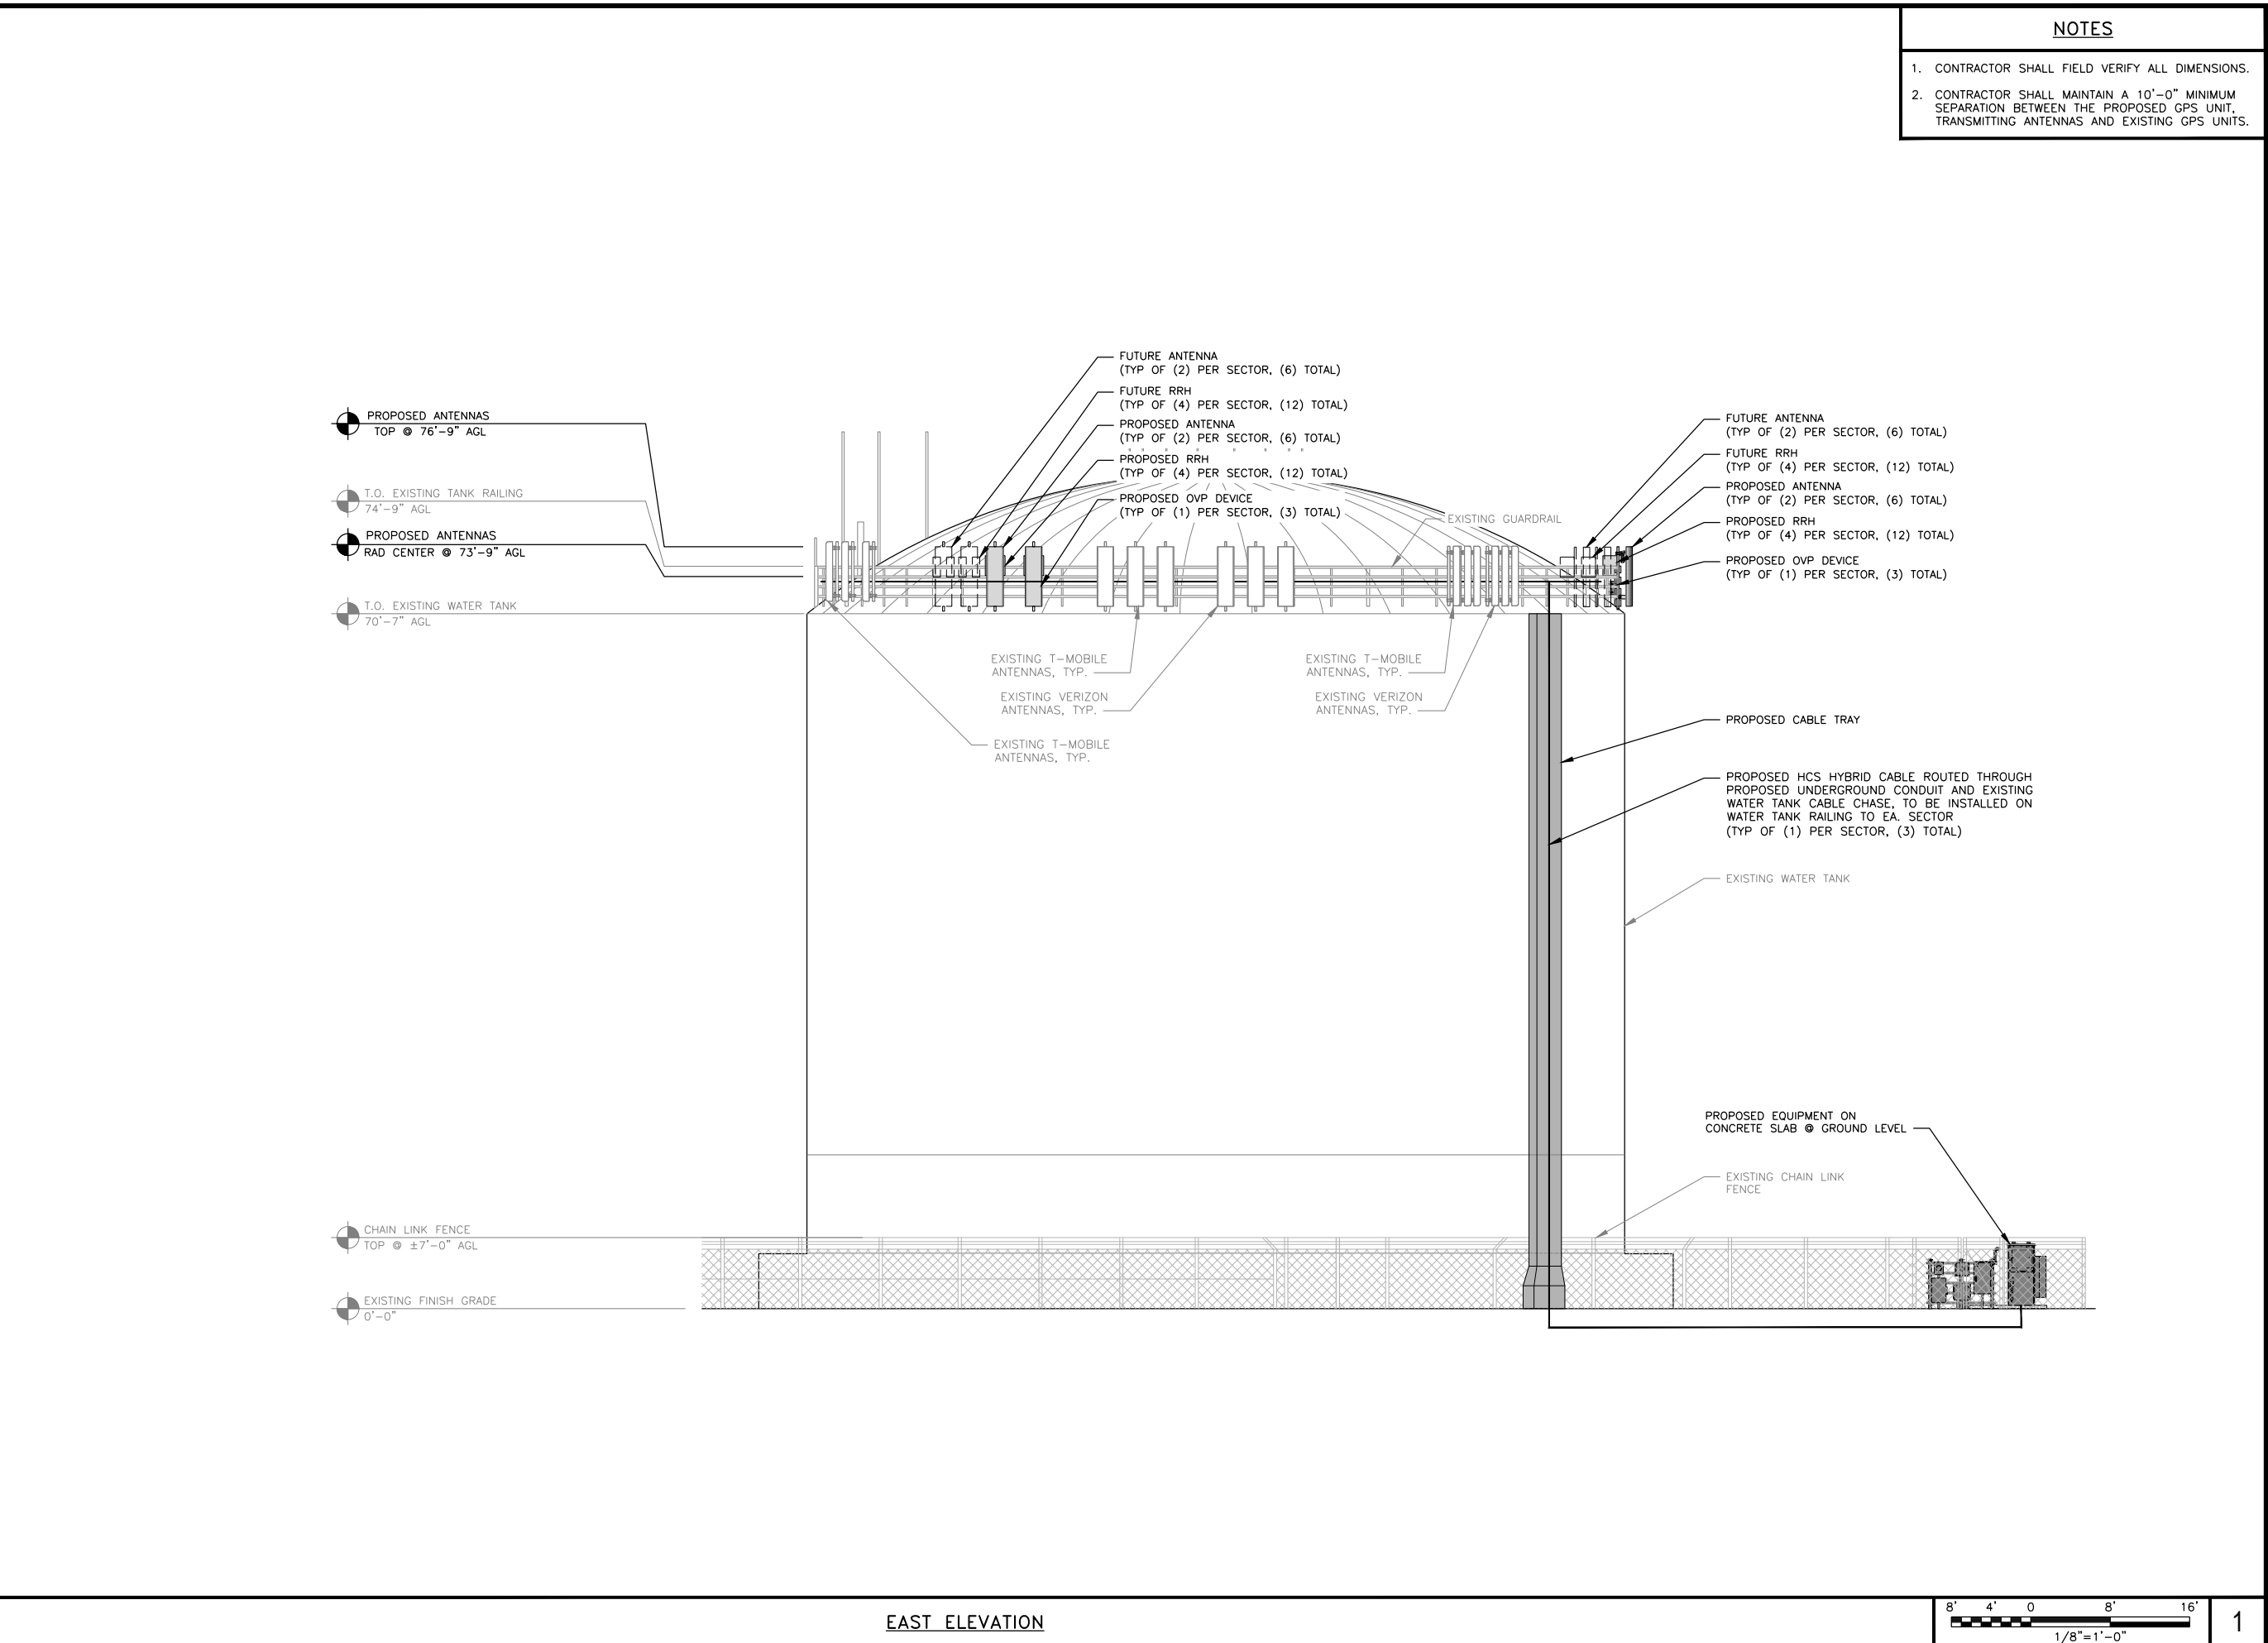 NOTES
1. CONTRACTOR SHALL FIELD VERIFY ALL DIMENSIONS.
2. CONTRACTOR SHALL MAINTAIN A 10'-0" MINIMUM
SEPARATION BETWEEN THE PROPOSED GPS UNIT,
TRANSMITTING ANTENNAS AND EXISTING GPS UNITS.
PROPOSED ANTENNAS
TOP @ 76'-9" AGL
T.O. EXISTING TANK RAILING
74'-9" AGL
PROPOSED ANTENNAS
RAD CENTER @ 73'-9" AGL
T.O. EXISTING WATER TANK
70'-7" AGL
FUTURE ANTENNA
(TYP OF (2) PER SECTOR, (6) TOTAL)
FUTURE RRH
(TYP OF (4) PER SECTOR, (12) TOTAL)
PROPOSED ANTENNA
(TYP OF (2) PER SECTOR, (6) TOTAL)
PROPOSED RRH
(TYP OF (4) PER SECTOR, (12) TOTAL)
PROPOSED OVP DEVICE
(TYP OF (1) PER SECTOR, (3) TOTAL)
EXISTING GUARDRAIL
FUTURE ANTENNA
(TYP OF (2) PER SECTOR, (6) TOTAL)
FUTURE RRH
(TYP OF (4) PER SECTOR, (12) TOTAL)
PROPOSED ANTENNA
(TYP OF (2) PER SECTOR, (6) TOTAL)
PROPOSED RRH
(TYP OF (4) PER SECTOR, (12) TOTAL)
PROPOSED OVP DEVICE
(TYP OF (1) PER SECTOR, (3) TOTAL)
EXISTING T-MOBILE
ANTENNAS, TYP.
EXISTING VERIZON
ANTENNAS, TYP.
EXISTING T-MOBILE
ANTENNAS, TYP.
EXISTING T-MOBILE
ANTENNAS, TYP.
EXISTING VERIZON
ANTENNAS, TYP.
PROPOSED CABLE TRAY
PROPOSED HCS HYBRID CABLE ROUTED THROUGH
PROPOSED UNDERGROUND CONDUIT AND EXISTING
WATER TANK CABLE CHASE, TO BE INSTALLED ON
WATER TANK RAILING TO EA. SECTOR
(TYP OF (1) PER SECTOR, (3) TOTAL)
EXISTING WATER TANK
PROPOSED EQUIPMENT ON
CONCRETE SLAB @ GROUND LEVEL
EXISTING CHAIN LINK
FENCE
CHAIN LINK FENCE
TOP @ ±7'-0" AGL
EXISTING FINISH GRADE
0'-0"
EAST ELEVATION
8' 4' 0 8' 16'
1/8"=1'-0"
1